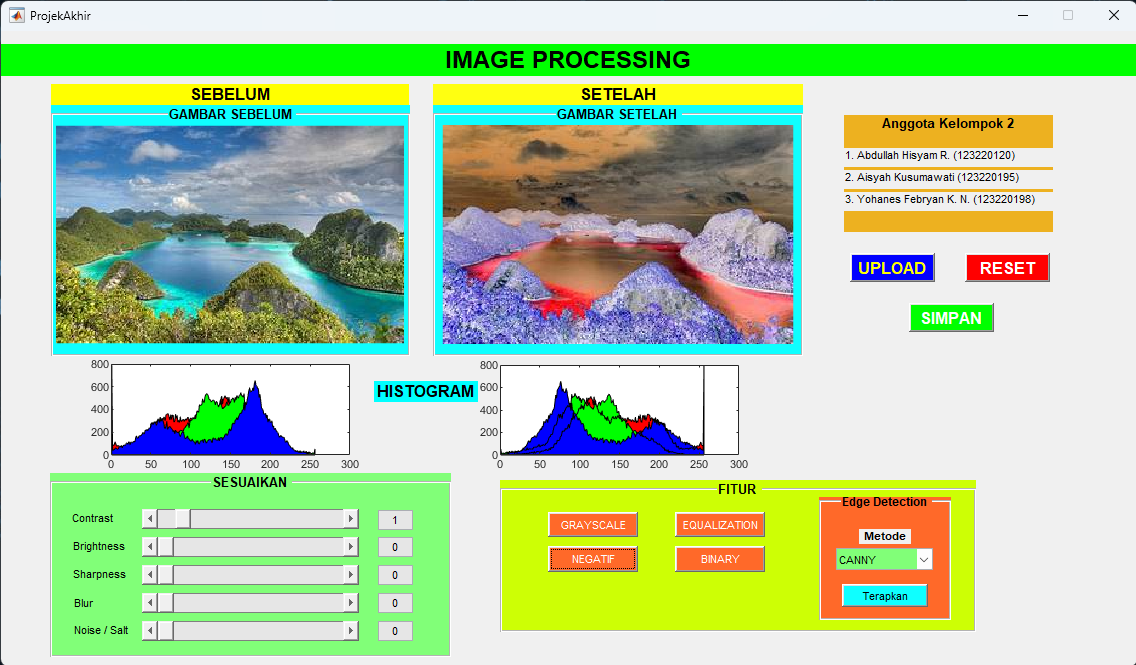 ProjekAkhir
IMAGE PROCESSING
SEBELUM
SETELAH
GAMBAR SEBELUM
GAMBAR SETELAH
Anggota Kelompok 2
1. Abdullah Hisyam R. (123220120)
2. Aisyah Kusumawati (123220195)
3. Yohanes Febryan K. N. (123220198)
UPLOAD
RESET
SIMPAN
800
600
400
200
0
0 50 100 150 200 250 300
HISTOGRAM
800
600
400
200
0
0 50 100 150 200 250 300
SESUAIKAN
Contrast 1
Brightness 0
Sharpness 0
Blur 0
Noise / Salt 0
FITUR
GRAYSCALE
EQUALIZATION
NEGATIF
BINARY
Edge Detection
Metode
CANNY
Terapkan